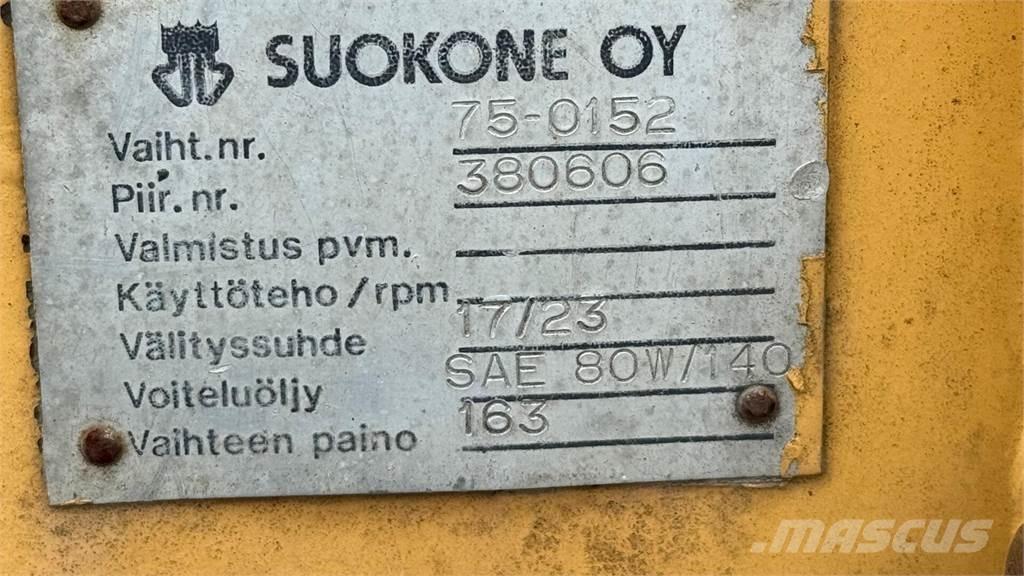 SUOKONE OY
Vaiht.nr. 75-0152
Piir.nr. 380606
Valmistus pvm.
Käyttöteho/rpm
Välityssuhde 17/23
Voiteluöljy SAE 80W/140
Vaihteen paino 163
MASCUS